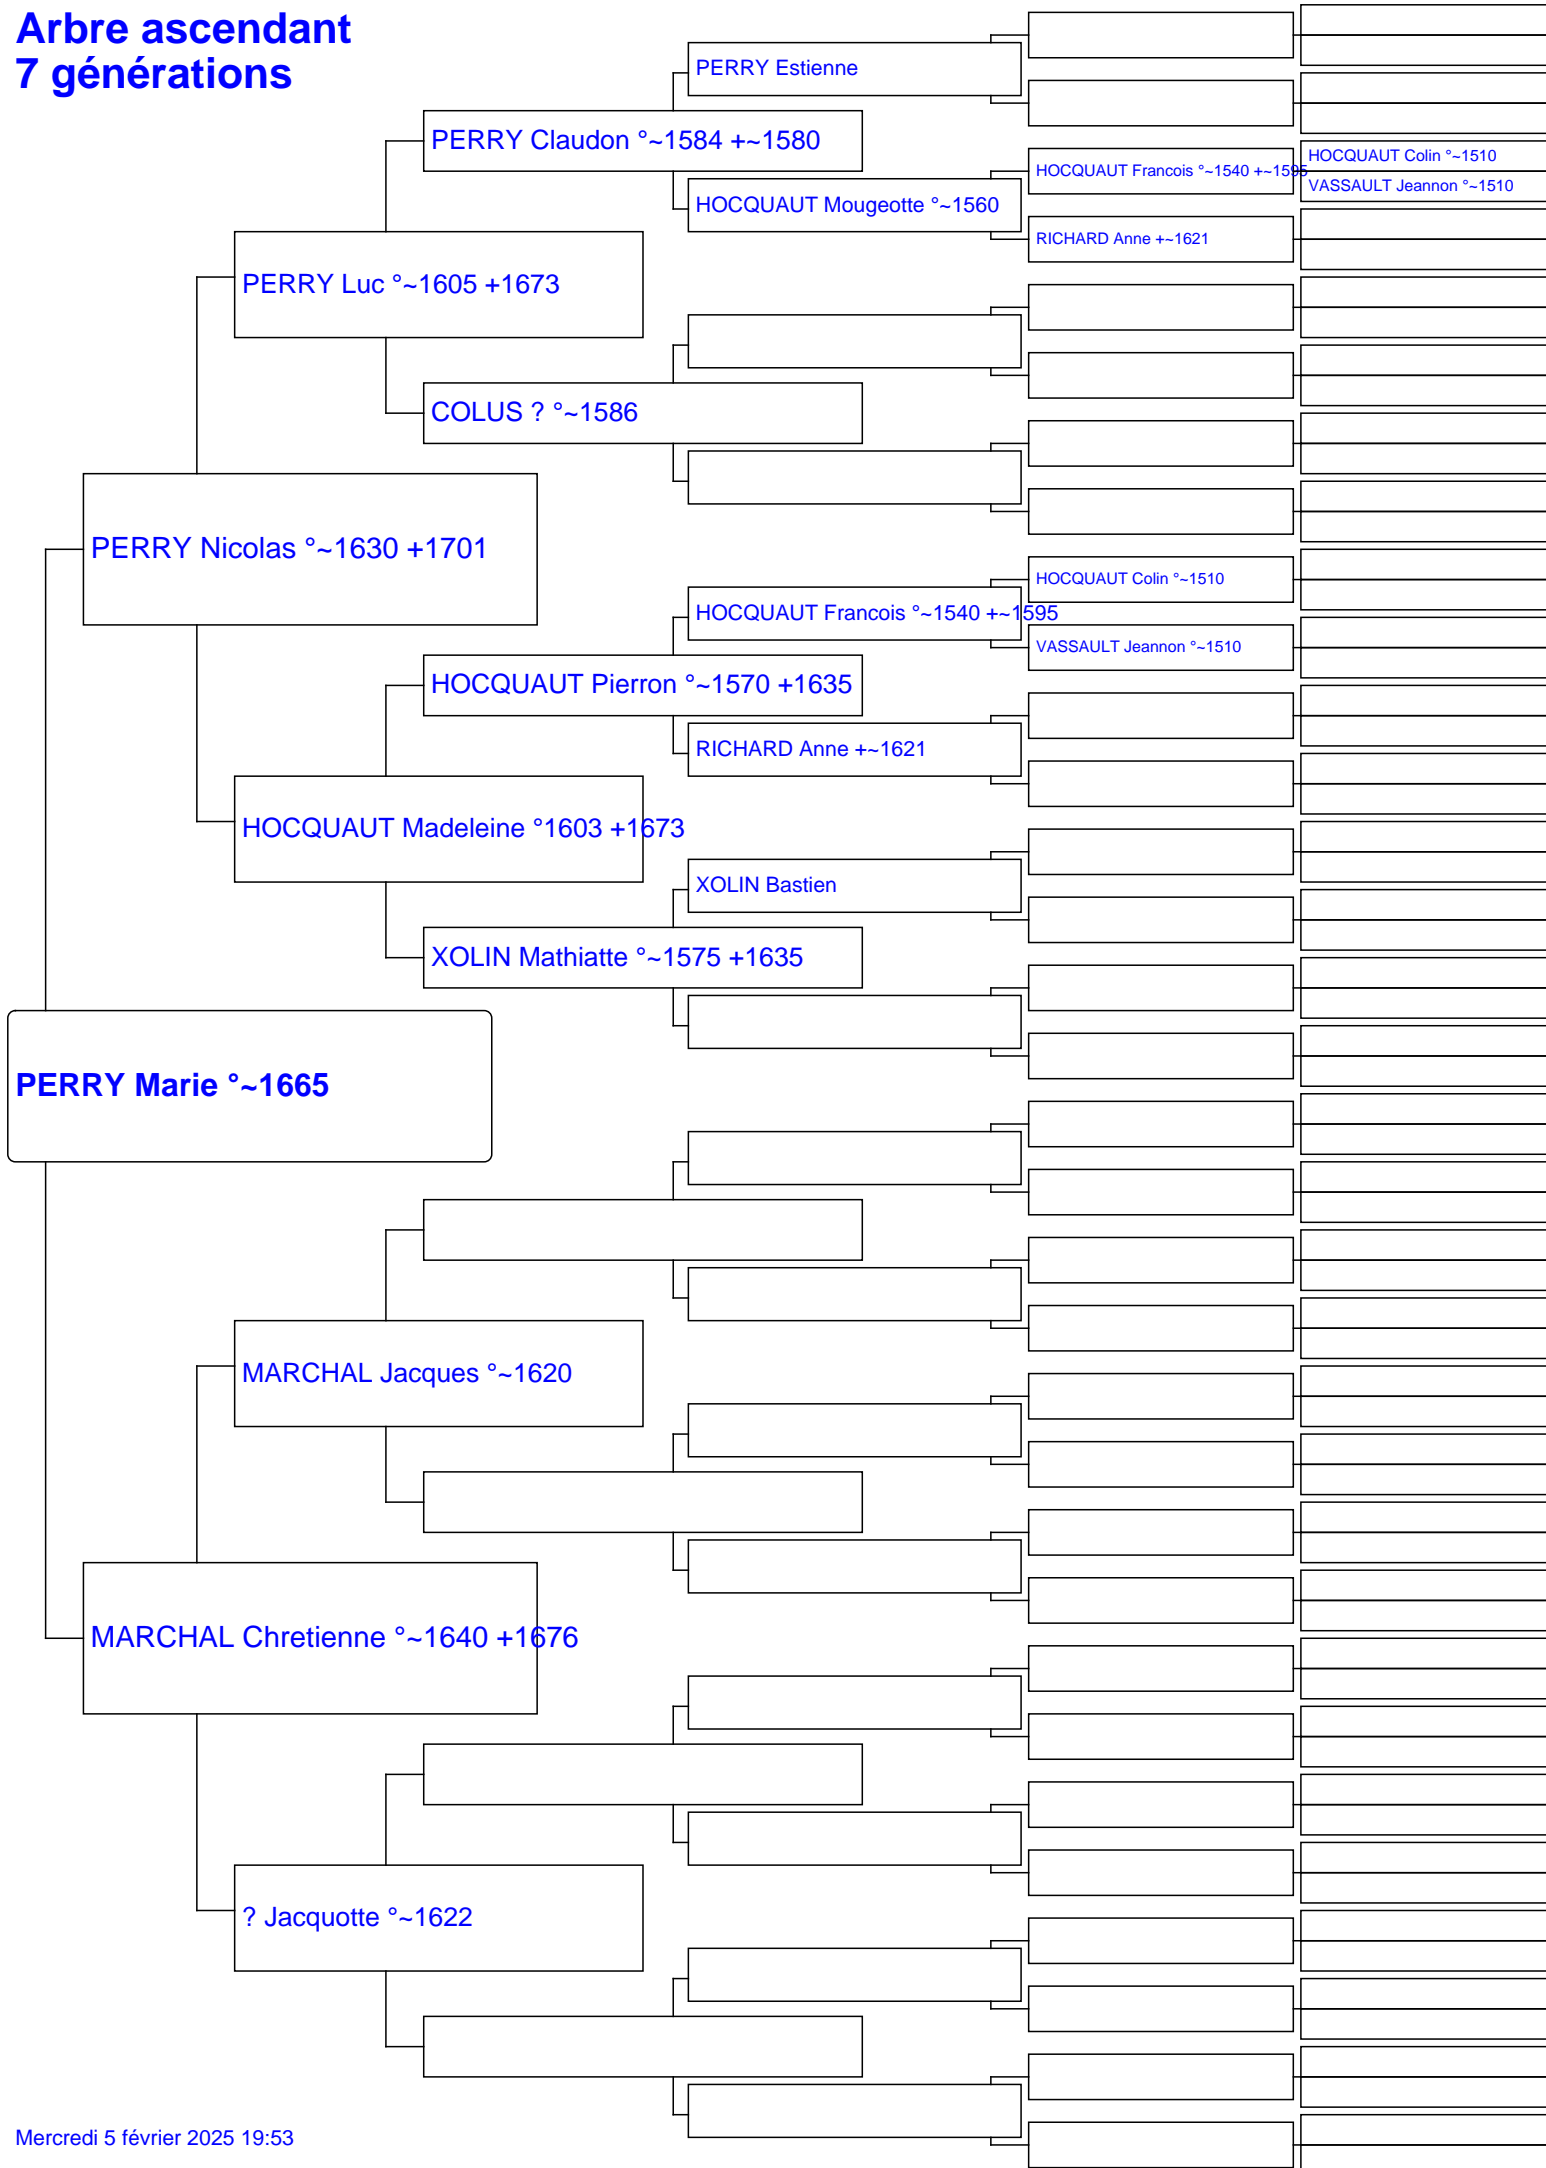 Arbre ascendant
7 générations
PERRY Estienne
PERRY Claudon °~1584 +~1580
HOCQUAUT Colin °~1510
HOCQUAUT Francois °~1540 +~1595
VASSAULT Jeannon °~1510
HOCQUAUT Mougeotte °~1560
RICHARD Anne +~1621
PERRY Luc °~1605 +1673
COLUS ? °~1586
PERRY Nicolas °~1630 +1701
HOCQUAUT Colin °~1510
HOCQUAUT Francois °~1540 +~1595
VASSAULT Jeannon °~1510
HOCQUAUT Pierron °~1570 +1635
RICHARD Anne +~1621
HOCQUAUT Madeleine °1603 +1673
XOLIN Bastien
XOLIN Mathiatte °~1575 +1635
PERRY Marie °~1665
MARCHAL Jacques °~1620
MARCHAL Chretienne °~1640 +1676
? Jacquotte °~1622
Mercredi 5 février 2025 19:53